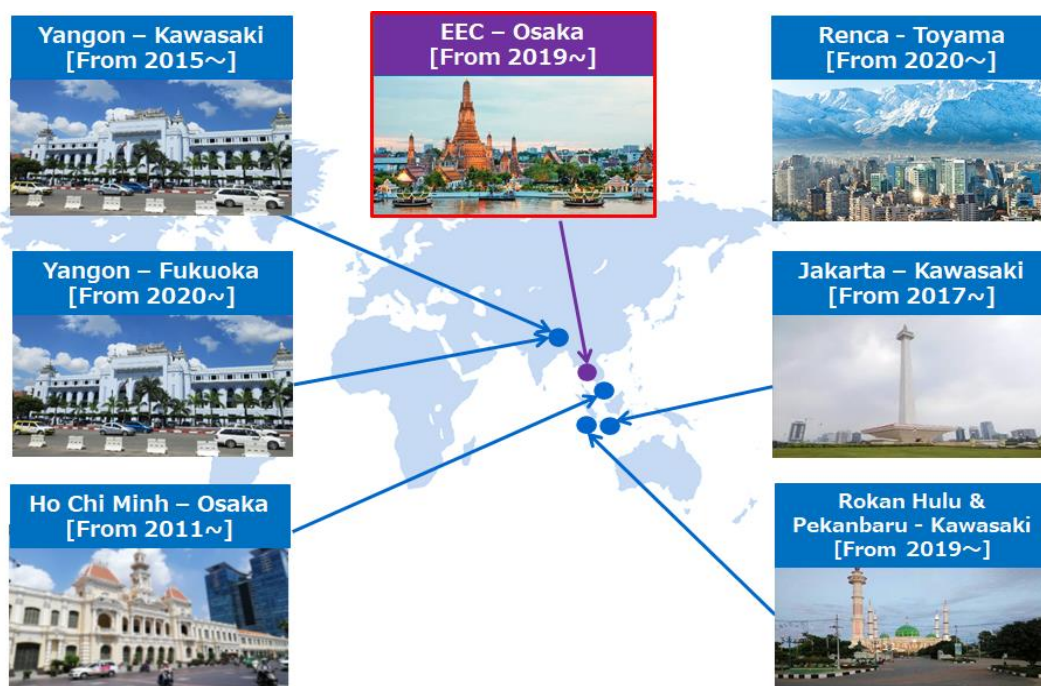 Yangon – Kawasaki
[From 2015～]
EEC – Osaka
[From 2019~]
Renca - Toyama
[From 2020～]
Yangon – Fukuoka
[From 2020~]
Jakarta – Kawasaki
[From 2017~]
Ho Chi Minh – Osaka
[From 2011~]
Rokan Hulu &
Pekanbaru - Kawasaki
[From 2019～]